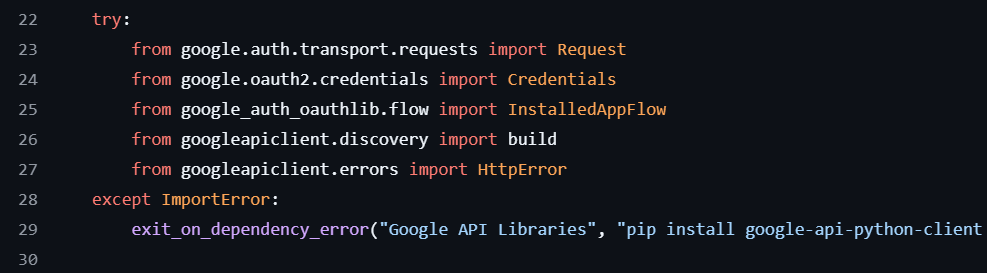 22 try:
23 from google.auth.transport.requests import Request
24 from google.oauth2.credentials import Credentials
25 from google_auth_oauthlib.flow import InstalledAppFlow
26 from googleapiclient.discovery import build
27 from googleapiclient.errors import HttpError
28 except ImportError:
29 exit_on_dependency_error("Google API Libraries", "pip install google-api-python-client
30